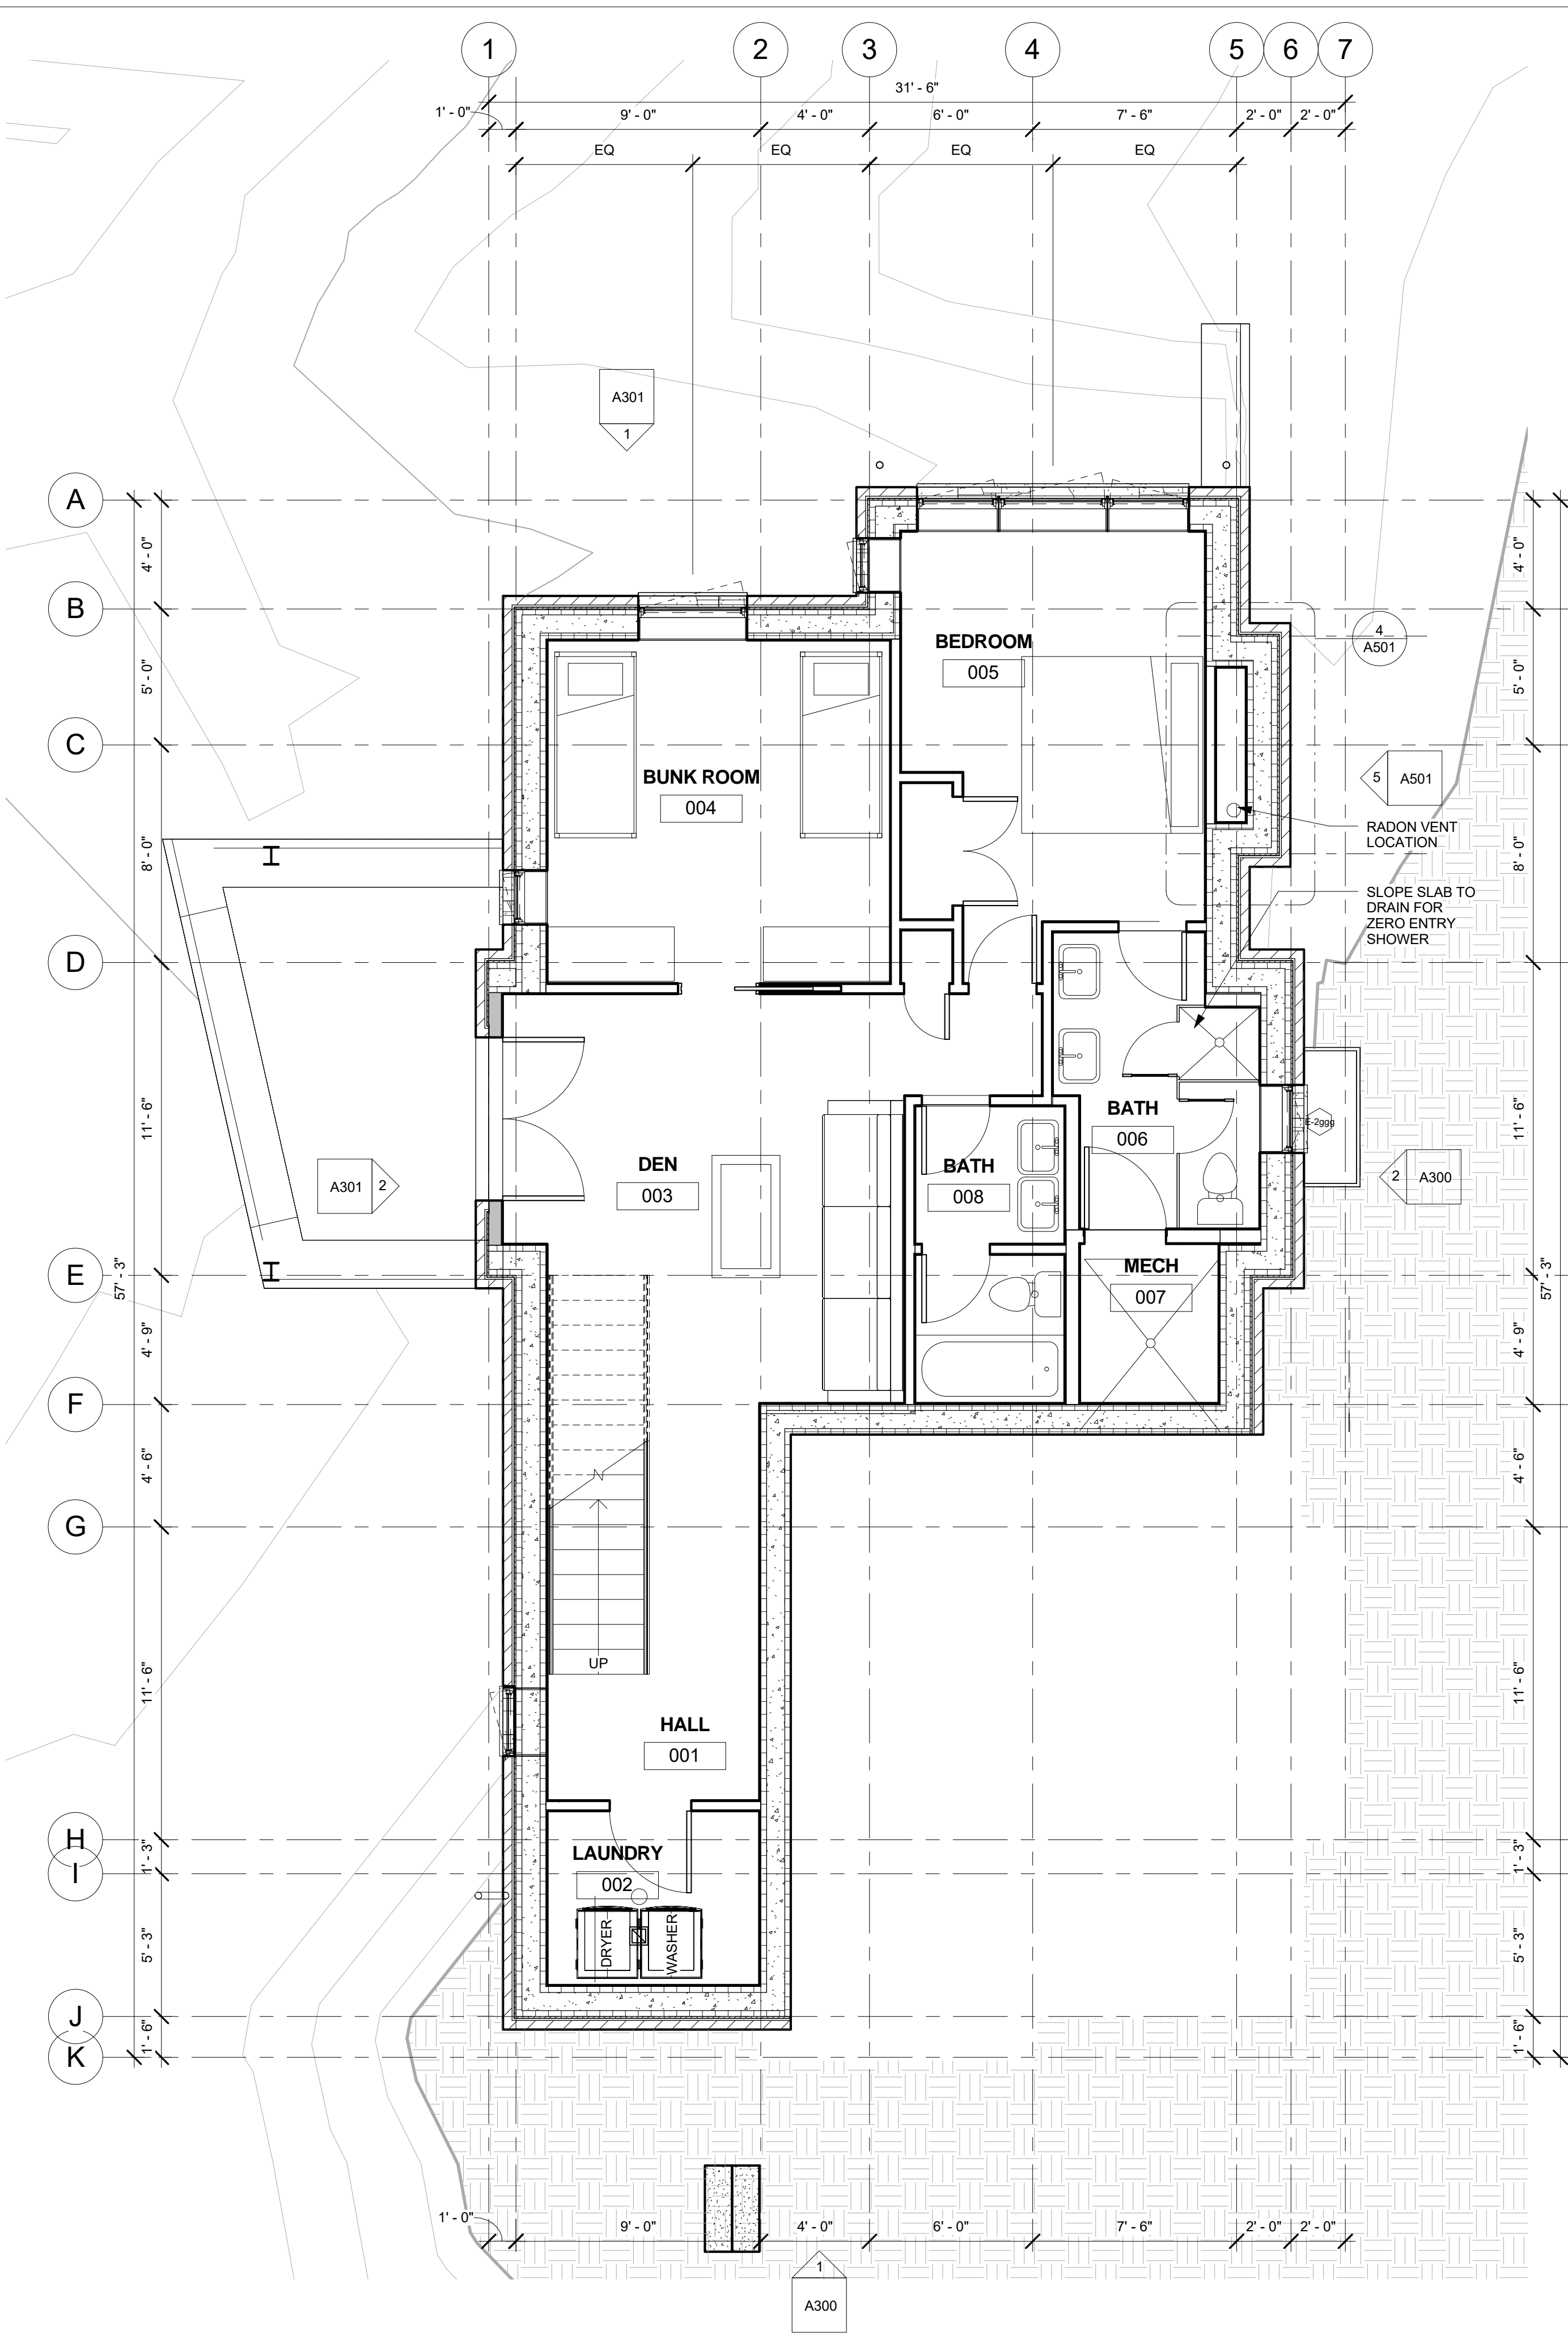 1 2 3 4 5 6 7
31' - 6"
1' - 0" 9' - 0" 4' - 0" 6' - 0" 7' - 6" 2' - 0" 2' - 0"
EQ EQ EQ EQ
A301
1
A
4' - 0" 4' - 0"
B
BEDROOM
005
4
A501
5' - 0" 5' - 0"
C
BUNK ROOM
004
5 A501
RADON VENT
LOCATION
8' - 0" 8' - 0"
SLOPE SLAB TO
DRAIN FOR
ZERO ENTRY
SHOWER
D
11' - 6" 11' - 6"
BATH
006
E-2ggg
DEN
003
BATH
008
A301 2
2 A300
E
57' - 3" 57' - 3"
MECH
007
4' - 9" 4' - 9"
F
4' - 6" 4' - 6"
G
UP
11' - 6" 11' - 6"
HALL
001
H
1' - 3" 1' - 3"
I
LAUNDRY
002
DRYER
WASHER
5' - 3" 5' - 3"
J
1' - 6" 1' - 6"
K
1' - 0" 9' - 0" 4' - 0" 6' - 0" 7' - 6" 2' - 0" 2' - 0"
1
A300